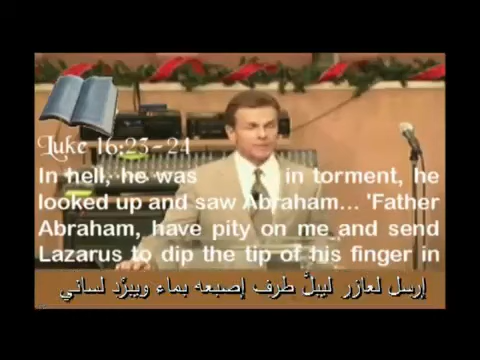 Luke 16:23-24
In hell, he was in torment, he
looked up and saw Abraham... 'Father
Abraham, have pity on me and send
Lazarus to dip the tip of his finger in
إرسل لعازر ليبلَّ طرف إصبعه بماء ويبرَّد لساني